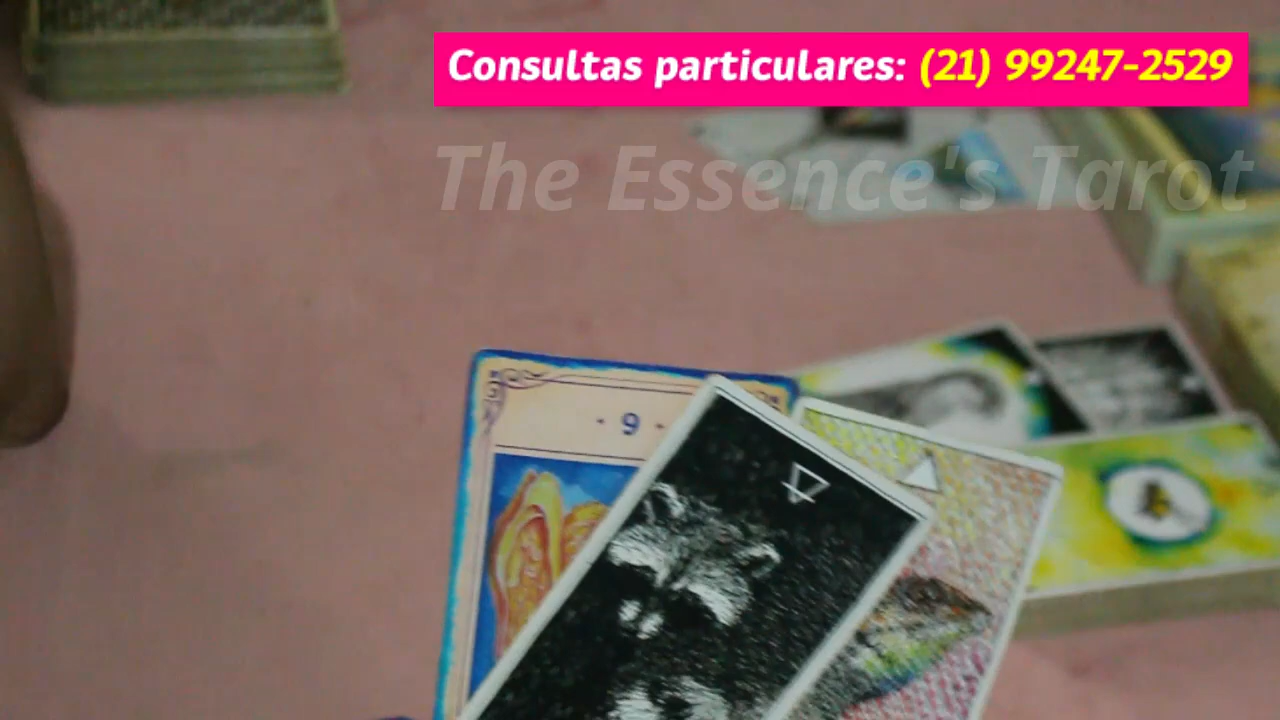 Consultas particulares: (21) 99247-2529
The Essence's Tarot
· 9 ·